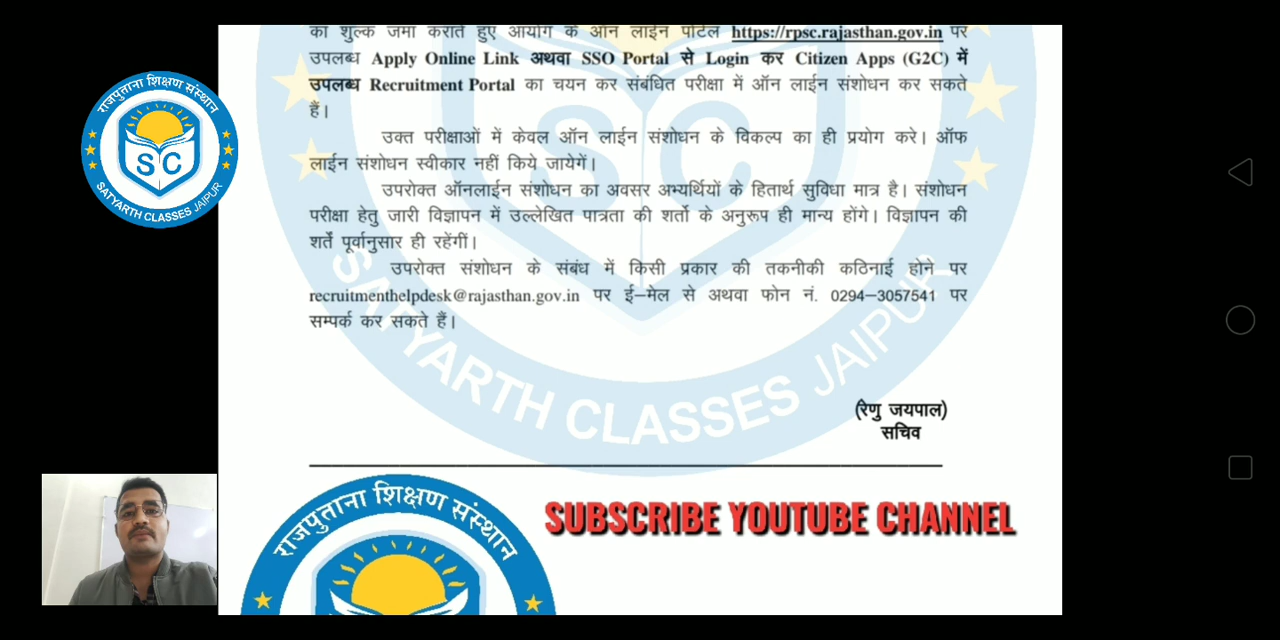 का शुल्क जमा कराते हुए आयोग के ऑन लाईन पोर्टल https://rpsc.rajasthan.gov.in पर
उपलब्ध Apply Online Link अथवा SSO Portal से Login कर Citizen Apps (G2C) में
उपलब्ध Recruitment Portal का चयन कर संबंधित परीक्षा में ऑन लाईन संशोधन कर सकते
हैं।
उक्त परीक्षाओं में केवल ऑन लाईन संशोधन के विकल्प का ही प्रयोग करे। ऑफ
लाईन संशोधन स्वीकार नहीं किये जायेगें।
उपरोक्त ऑनलाईन संशोधन का अवसर अभ्यर्थियों के हितार्थ सुविधा मात्र है। संशोधन
परीक्षा हेतु जारी विज्ञापन में उल्लेखित पात्रता की शर्तो के अनुरूप ही मान्य होंगे। विज्ञापन की
शर्तें पूर्वानुसार ही रहेंगीं।
उपरोक्त संशोधन के संबंध में किसी प्रकार की तकनीकी कठिनाई होने पर
recruitmenthelpdesk@rajasthan.gov.in पर ई–मेल से अथवा फोन नं. 0294–3057541 पर
सम्पर्क कर सकते हैं।
(रेणु जयपाल)
सचिव
राजपुताना शिक्षण संस्थान
SC
SATYARTH CLASSES JAIPUR
SC
SATYARTH CLASSES JAIPUR
राजपुताना शिक्षण संस्थान
SUBSCRIBE YOUTUBE CHANNEL